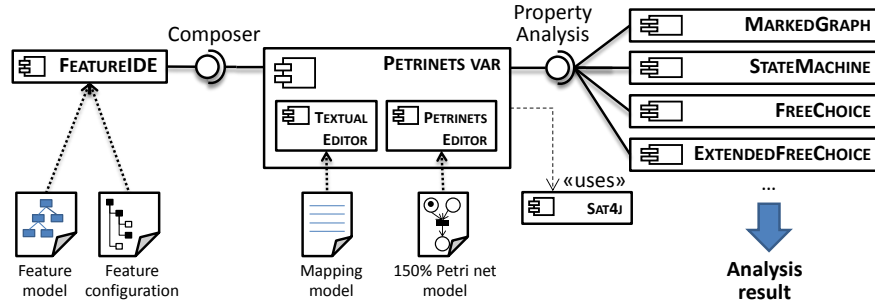 Composer
Property
Analysis
FEATUREIDE
PETRINETS VAR
TEXTUAL
EDITOR
PETRINETS
EDITOR
MARKEDGRAPH
STATEMACHINE
FREECHOICE
EXTENDEDFREECHOICE
...
«uses»
SAT4J
Feature
model
Feature
configuration
Mapping
model
150% Petri net
model
Analysis
result